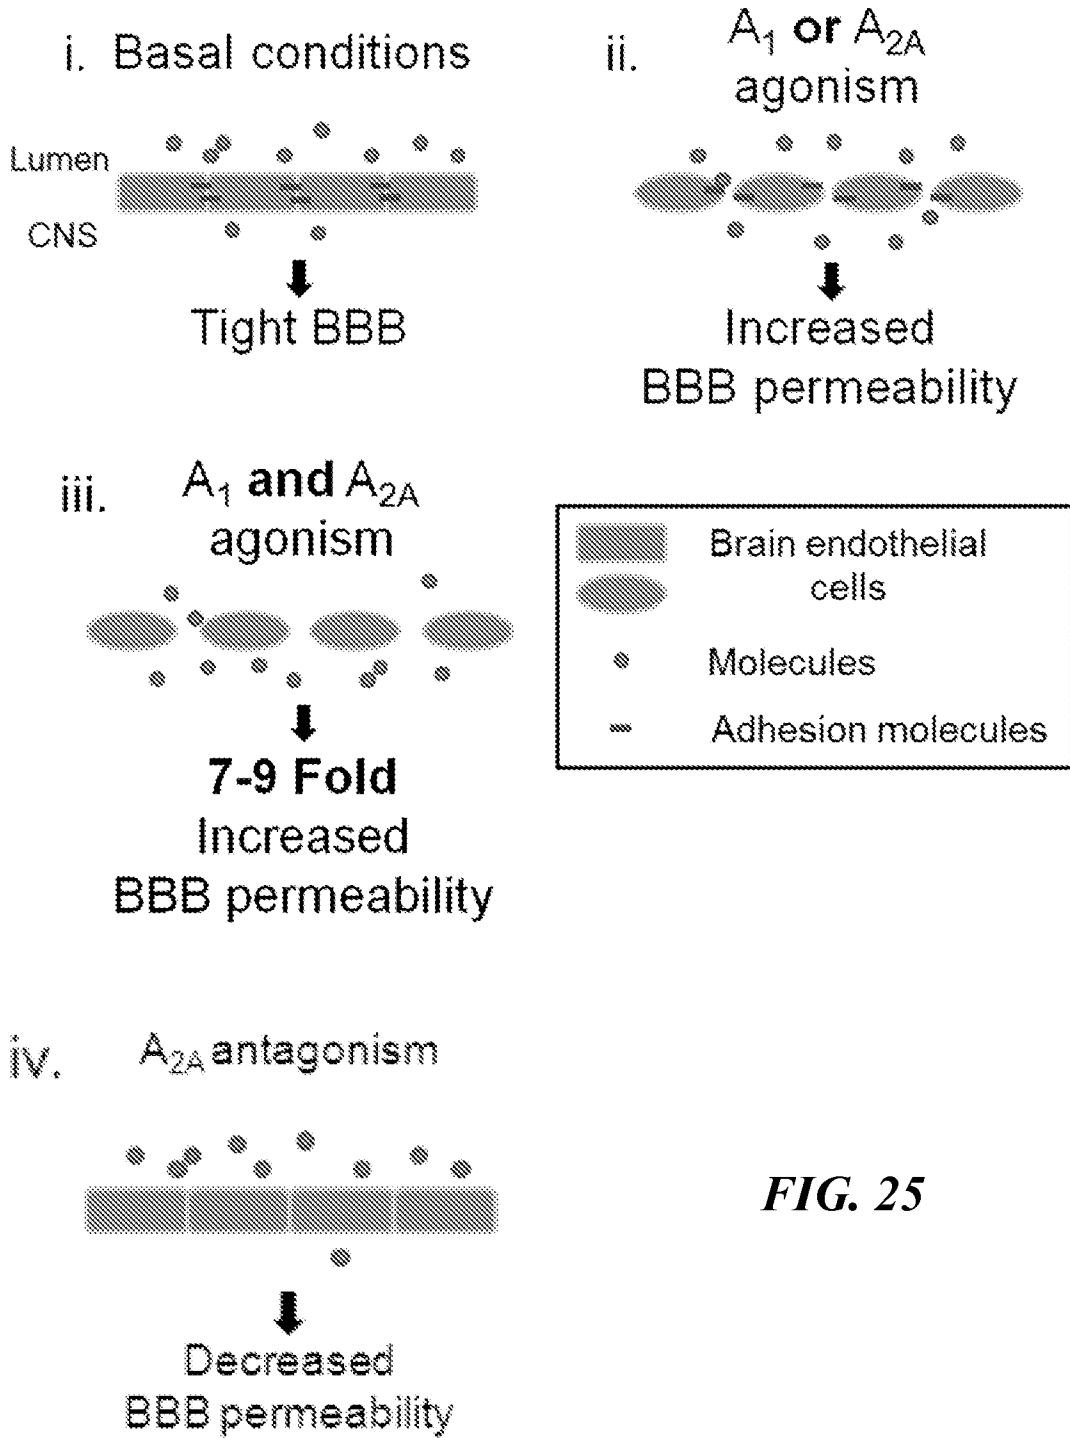 i. Basal conditions
Lumen
CNS
Tight BBB
ii. A1 or A2A
agonism
Increased
BBB permeability
iii. A1 and A2A
agonism
7-9 Fold
Increased
BBB permeability
Brain endothelial
cells
Molecules
Adhesion molecules
iv. A2A antagonism
Decreased
BBB permeability
FIG. 25